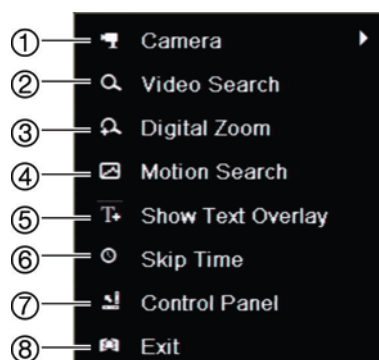 ① Camera
② Video Search
③ Digital Zoom
④ Motion Search
⑤ T+ Show Text Overlay
⑥ Skip Time
⑦ Control Panel
⑧ Exit